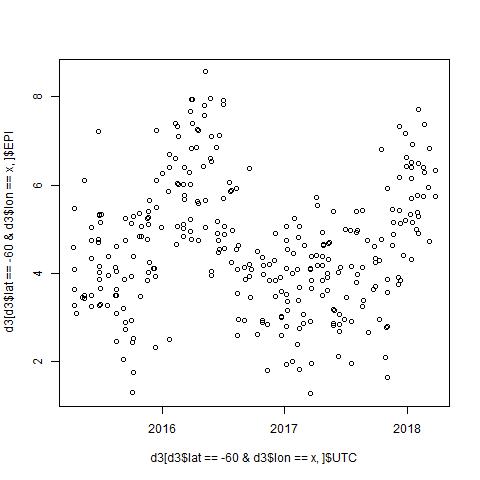 d3[d3$lat == -60 & d3$lon == x, ]$EPI
8
6
4
2
2016 2017 2018
d3[d3$lat == -60 & d3$lon == x, ]$UTC